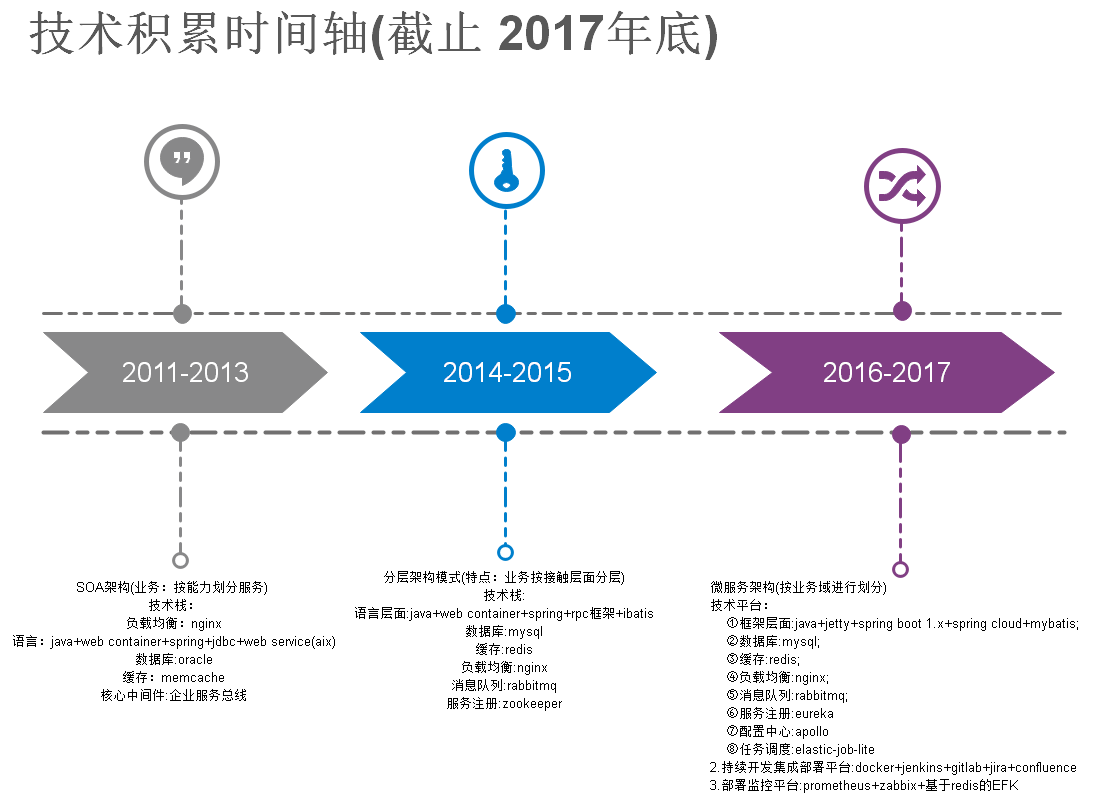 技术积累时间轴(截止 2017年底)
2011-2013
2014-2015
2016-2017
SOA架构(业务：按能力划分服务)
技术栈：
负载均衡：nginx
语言：java+web container+spring+jdbc+web service(aix)
数据库:oracle
缓存：memcache
核心中间件:企业服务总线
分层架构模式(特点：业务按接触层面分层)
技术栈:
语言层面:java+web container+spring+rpc框架+ibatis
数据库:mysql
缓存:redis
负载均衡:nginx
消息队列:rabbitmq
服务注册:zookeeper
微服务架构(按业务域进行划分)
技术平台：
①框架层面:java+jetty+spring boot 1.x+spring cloud+mybatis;
②数据库:mysql;
③缓存:redis;
④负载均衡:nginx;
⑤消息队列:rabbitmq;
⑥服务注册:eureka
⑦配置中心:apollo
⑧任务调度:elastic-job-lite
2.持续开发集成部署平台:docker+jenkins+gitlab+jira+confluence
3.部署监控平台:prometheus+zabbix+基于redis的EFK